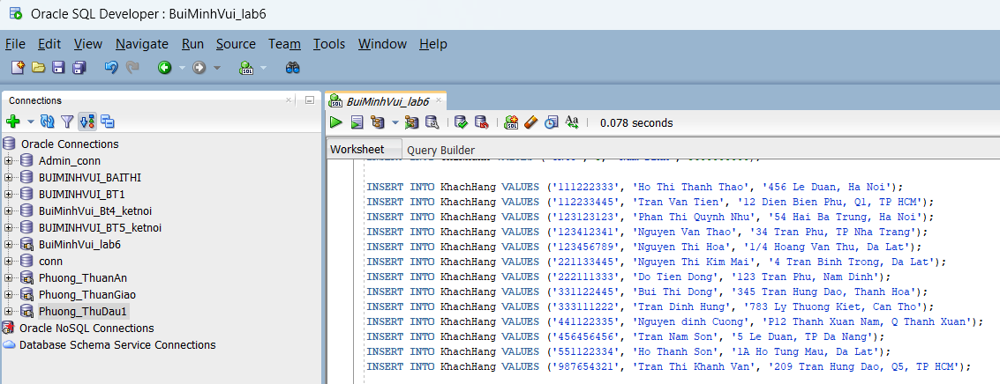 Oracle SQL Developer : BuiMinhVui_lab6
File Edit View Navigate Run Source Team Tools Window Help
Connections
BuiMinhVui_lab6
0.078 seconds
Worksheet Query Builder
Oracle Connections
Admin_conn
BUIMINHVUI_BAITHI
BUIMINHVUI_BT1
BuiMinhVui_Bt4_ketnoi
BUIMINHVUI_BT5_ketnoi
BuiMinhVui_lab6
conn
Phuong_ThuanAn
Phuong_ThuanGiao
Phuong_ThuDau1
Oracle NoSQL Connections
Database Schema Service Connections
INSERT INTO KhachHang VALUES ('111222333', 'Ho Thi Thanh Thao', '456 Le Duan, Ha Noi');
INSERT INTO KhachHang VALUES ('112233445', 'Tran Van Tien', '12 Dien Bien Phu, Q1, TP HCM');
INSERT INTO KhachHang VALUES ('123123123', 'Phan Thi Quynh Nhu', '54 Hai Ba Trung, Ha Noi');
INSERT INTO KhachHang VALUES ('123412341', 'Nguyen Van Thao', '34 Tran Phu, TP Nha Trang');
INSERT INTO KhachHang VALUES ('123456789', 'Nguyen Thi Hoa', '1/4 Hoang Van Thu, Da Lat');
INSERT INTO KhachHang VALUES ('221133445', 'Nguyen Thi Kim Mai', '4 Tran Binh Trong, Da Lat');
INSERT INTO KhachHang VALUES ('222111333', 'Do Tien Dong', '123 Tran Phu, Nam Dinh');
INSERT INTO KhachHang VALUES ('331122445', 'Bui Thi Dong', '345 Tran Hung Dao, Thanh Hoa');
INSERT INTO KhachHang VALUES ('333111222', 'Tran Dinh Hung', '783 Ly Thuong Kiet, Can Tho');
INSERT INTO KhachHang VALUES ('441122335', 'Nguyen dinh Cuong', 'P12 Thanh Xuan Nam, Q Thanh Xuan');
INSERT INTO KhachHang VALUES ('456456456', 'Tran Nam Son', '5 Le Duan, TP Da Nang');
INSERT INTO KhachHang VALUES ('551122334', 'Ho Thanh Son', '1A Ho Tung Mau, Da Lat');
INSERT INTO KhachHang VALUES ('987654321', 'Tran Thi Khanh Van', '209 Tran Hung Dao, Q5, TP HCM');